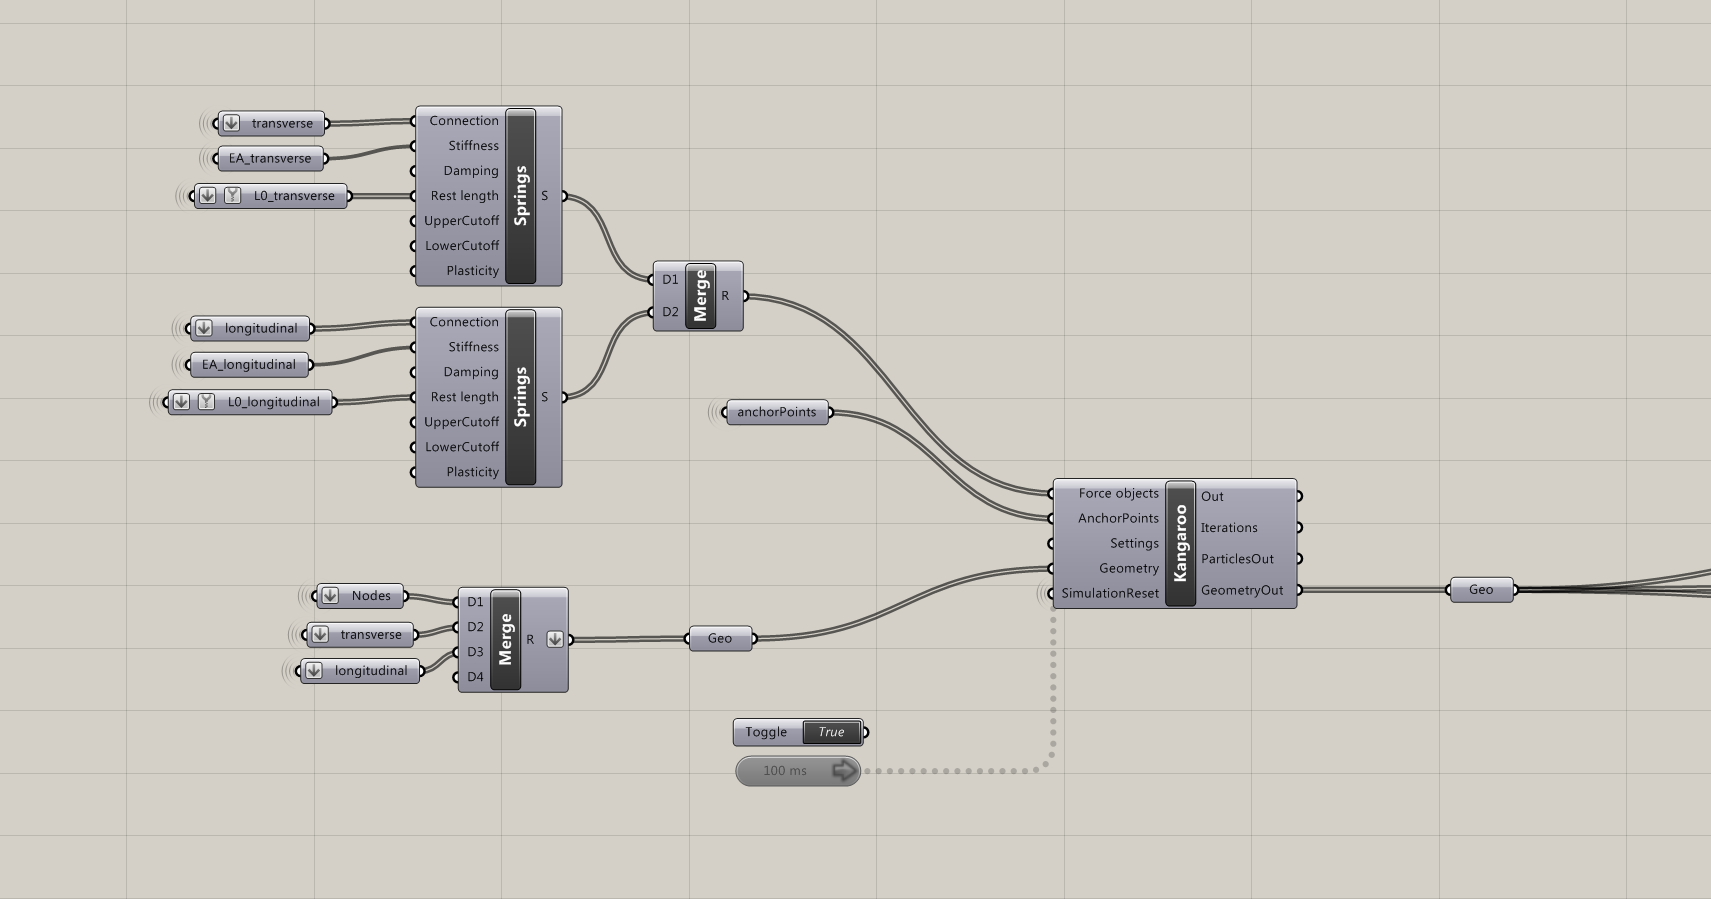 transverse
EA_transverse
L0_transverse
Connection
Stiffness
Damping
Rest length
UpperCutoff
LowerCutoff
Plasticity
Springs
S
longitudinal
EA_longitudinal
L0_longitudinal
Connection
Stiffness
Damping
Rest length
UpperCutoff
LowerCutoff
Plasticity
Springs
S
D1
D2
Merge
R
anchorPoints
Nodes
transverse
longitudinal
D1
D2
D3
D4
Merge
R
Geo
Toggle True
100 ms
Force objects
AnchorPoints
Settings
Geometry
SimulationReset
Kangaroo
Out
Iterations
ParticlesOut
GeometryOut
Geo